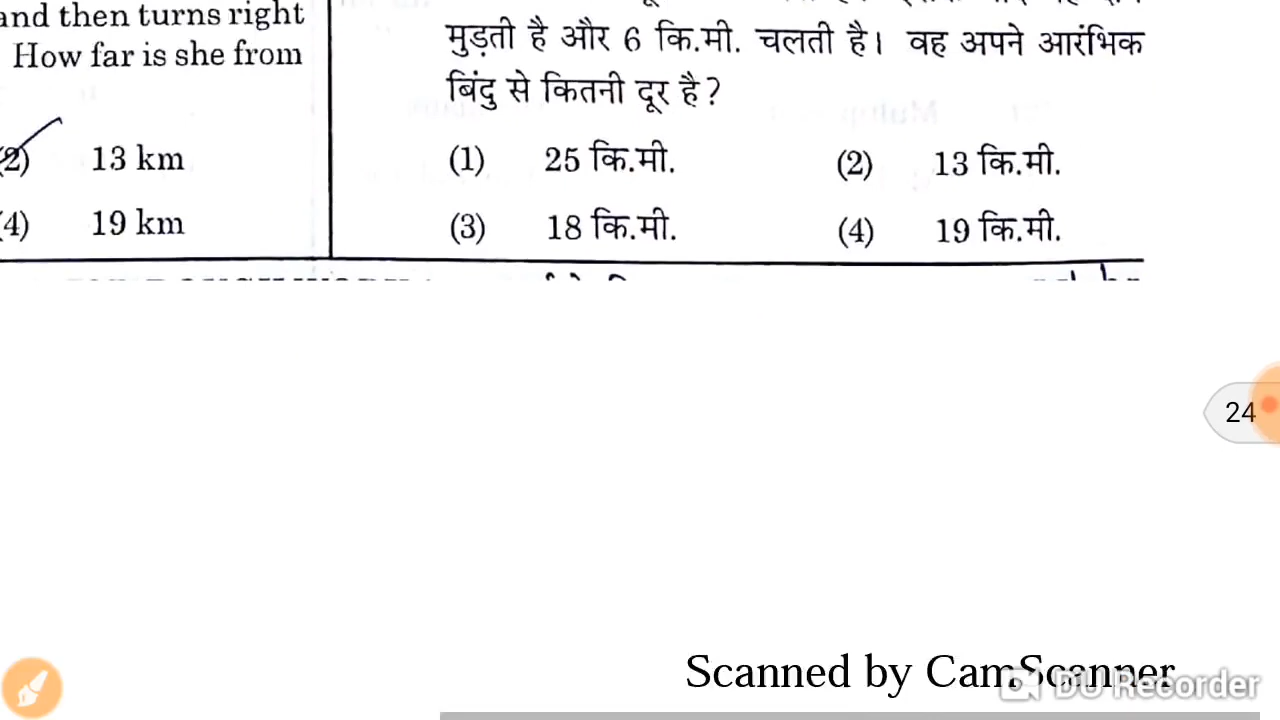 and then turns right
How far is she from
(2) 13 km
(4) 19 km
मुड़ती है और 6 कि.मी. चलती है। वह अपने आरंभिक
बिंदु से कितनी दूर है?
(1) 25 कि.मी. (2) 13 कि.मी.
(3) 18 कि.मी. (4) 19 कि.मी.
24
Scanned by CamScanner
DU Recorder